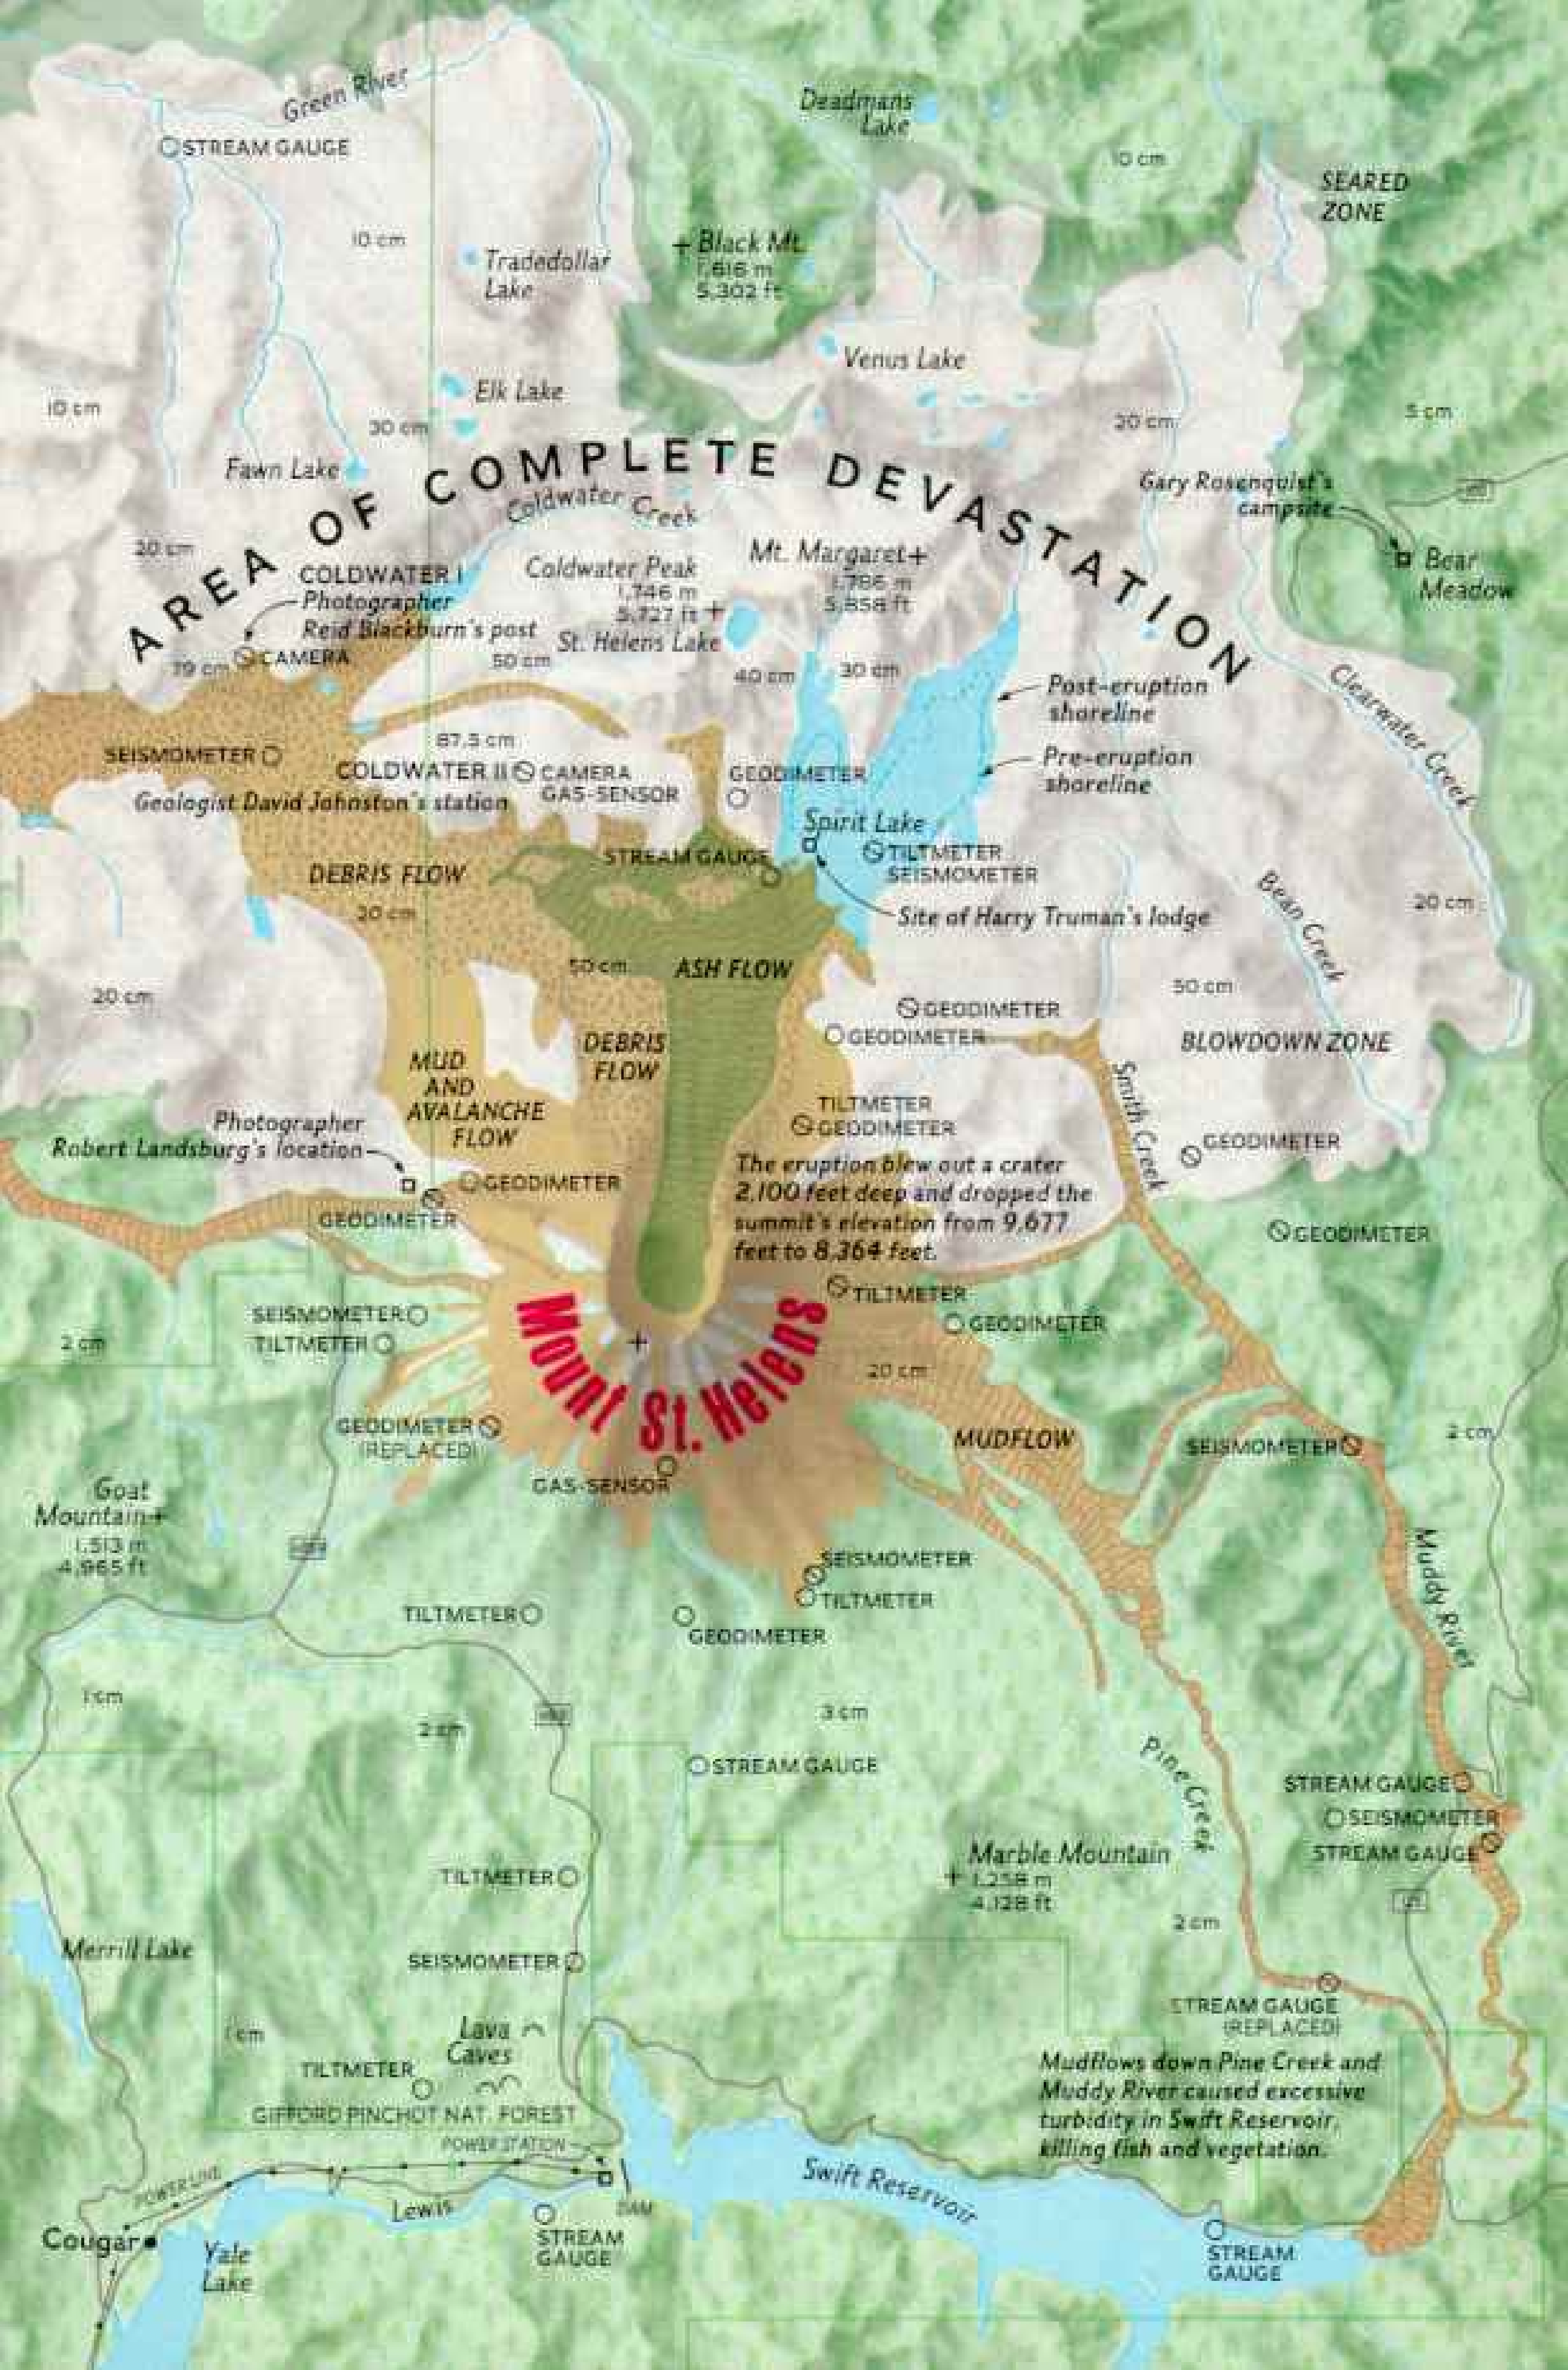 Green River
STREAM GAUGE
Deadmans
Lake
10 cm
SEARED
ZONE
10 cm
Tradedollar
Lake
+ Black Mt.
1,616 m
5,302 ft
Venus Lake
Elk Lake
10 cm
30 cm
20 cm
5 cm
Fawn Lake
AREA OF COMPLETE DEVASTATION
Coldwater Creek
Gary Rosenquist's
campsite
Bear
Meadow
20 cm
COLDWATER I
Photographer
Reid Blackburn's post
CAMERA
79 cm
Coldwater Peak
1,746 m
5,727 ft +
St. Helens Lake
50 cm
Mt. Margaret +
1,786 m
5,858 ft
40 cm
30 cm
Post-eruption
shoreline
Pre-eruption
shoreline
Clearwater Creek
SEISMOMETER
87.5 cm
COLDWATER II
CAMERA
GAS-SENSOR
Geologist David Johnston's station
GEODIMETER
Spirit Lake
TILTMETER
SEISMOMETER
STREAM GAUGE
DEBRIS FLOW
20 cm
Site of Harry Truman's lodge
Bean Creek
20 cm
50 cm
ASH FLOW
20 cm
50 cm
GEODIMETER
GEODIMETER
BLOWDOWN ZONE
DEBRIS
FLOW
MUD
AND
AVALANCHE
FLOW
Smith Creek
TILTMETER
GEODIMETER
GEODIMETER
Photographer
Robert Landsburg's location
GEODIMETER
GEODIMETER
The eruption blew out a crater
2,100 feet deep and dropped the
summit's elevation from 9,677
feet to 8,364 feet.
GEODIMETER
TILTMETER
GEODIMETER
SEISMOMETER
TILTMETER
2 cm
Mount St. Helens
20 cm
MUDFLOW
GEODIMETER
(REPLACED)
SEISMOMETER
2 cm
GAS-SENSOR
Goat
Mountain +
1,513 m
4,965 ft
SEISMOMETER
TILTMETER
Muddy River
TILTMETER
GEODIMETER
1 cm
2 cm
3 cm
STREAM GAUGE
Pine Creek
STREAM GAUGE
SEISMOMETER
STREAM GAUGE
Marble Mountain
+ 1,258 m
4,128 ft
TILTMETER
2 cm
Merrill Lake
SEISMOMETER
STREAM GAUGE
(REPLACED)
1 cm
Lava
Caves
TILTMETER
GIFFORD PINCHOT NAT. FOREST
Mudflows down Pine Creek and
Muddy River caused excessive
turbidity in Swift Reservoir,
killing fish and vegetation.
POWER STATION
POWER LINE
Swift Reservoir
Lewis
DAM
STREAM
GAUGE
Cougar
Yale
Lake
STREAM
GAUGE